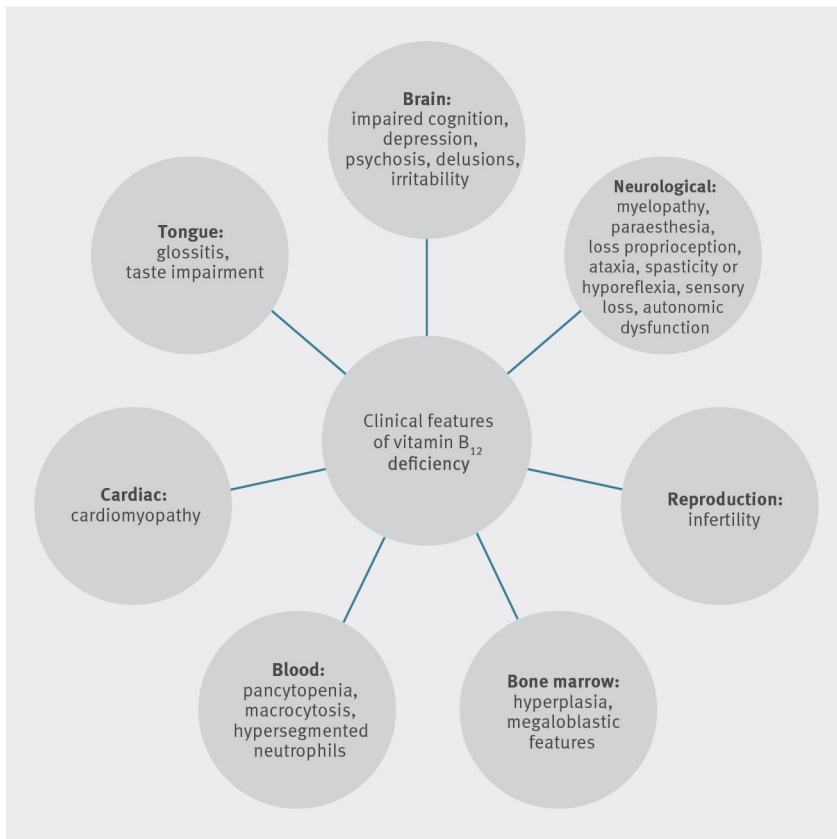 Brain:
impaired cognition,
depression,
psychosis, delusions,
irritability
Neurological:
myelopathy,
paraesthesia,
loss proprioception,
ataxia, spasticity or
hyporeflexia, sensory
loss, autonomic
dysfunction
Tongue:
glossitis,
taste impairment
Clinical features
of vitamin B₁₂
deficiency
Cardiac:
cardiomyopathy
Reproduction:
infertility
Blood:
pancytopenia,
macrocytosis,
hypersegmented
neutrophils
Bone marrow:
hyperplasia,
megaloblastic
features